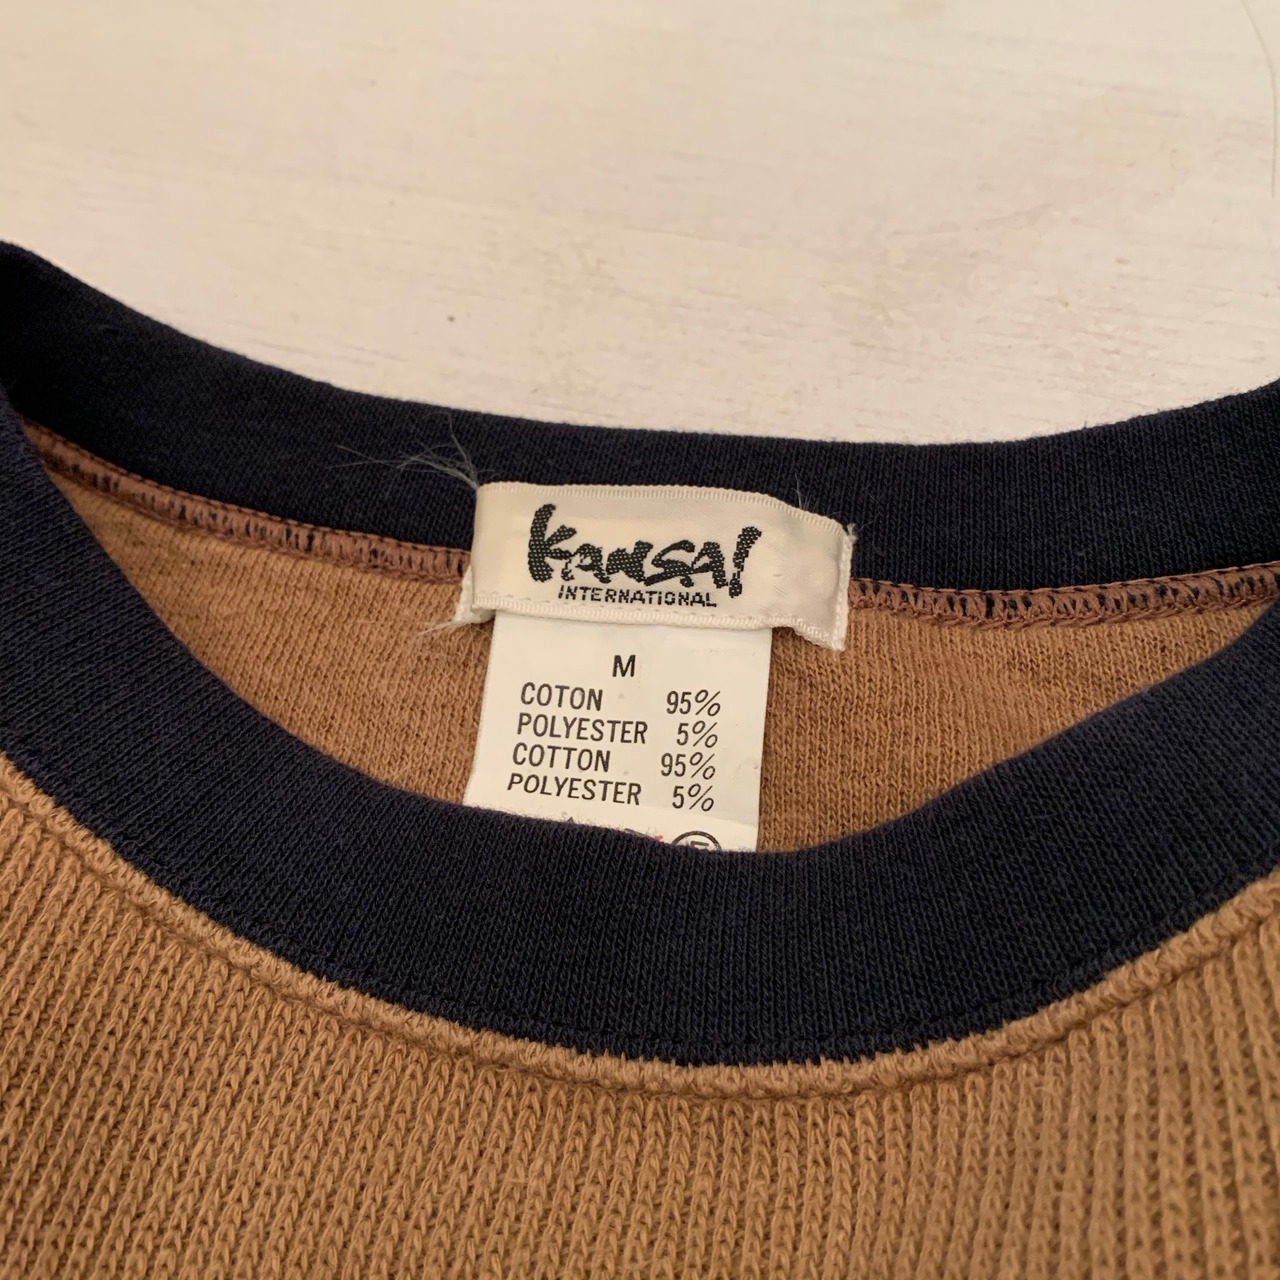 KANSAI
INTERNATIONAL
M
COTON 95%
POLYESTER 5%
COTTON 95%
POLYESTER 5%